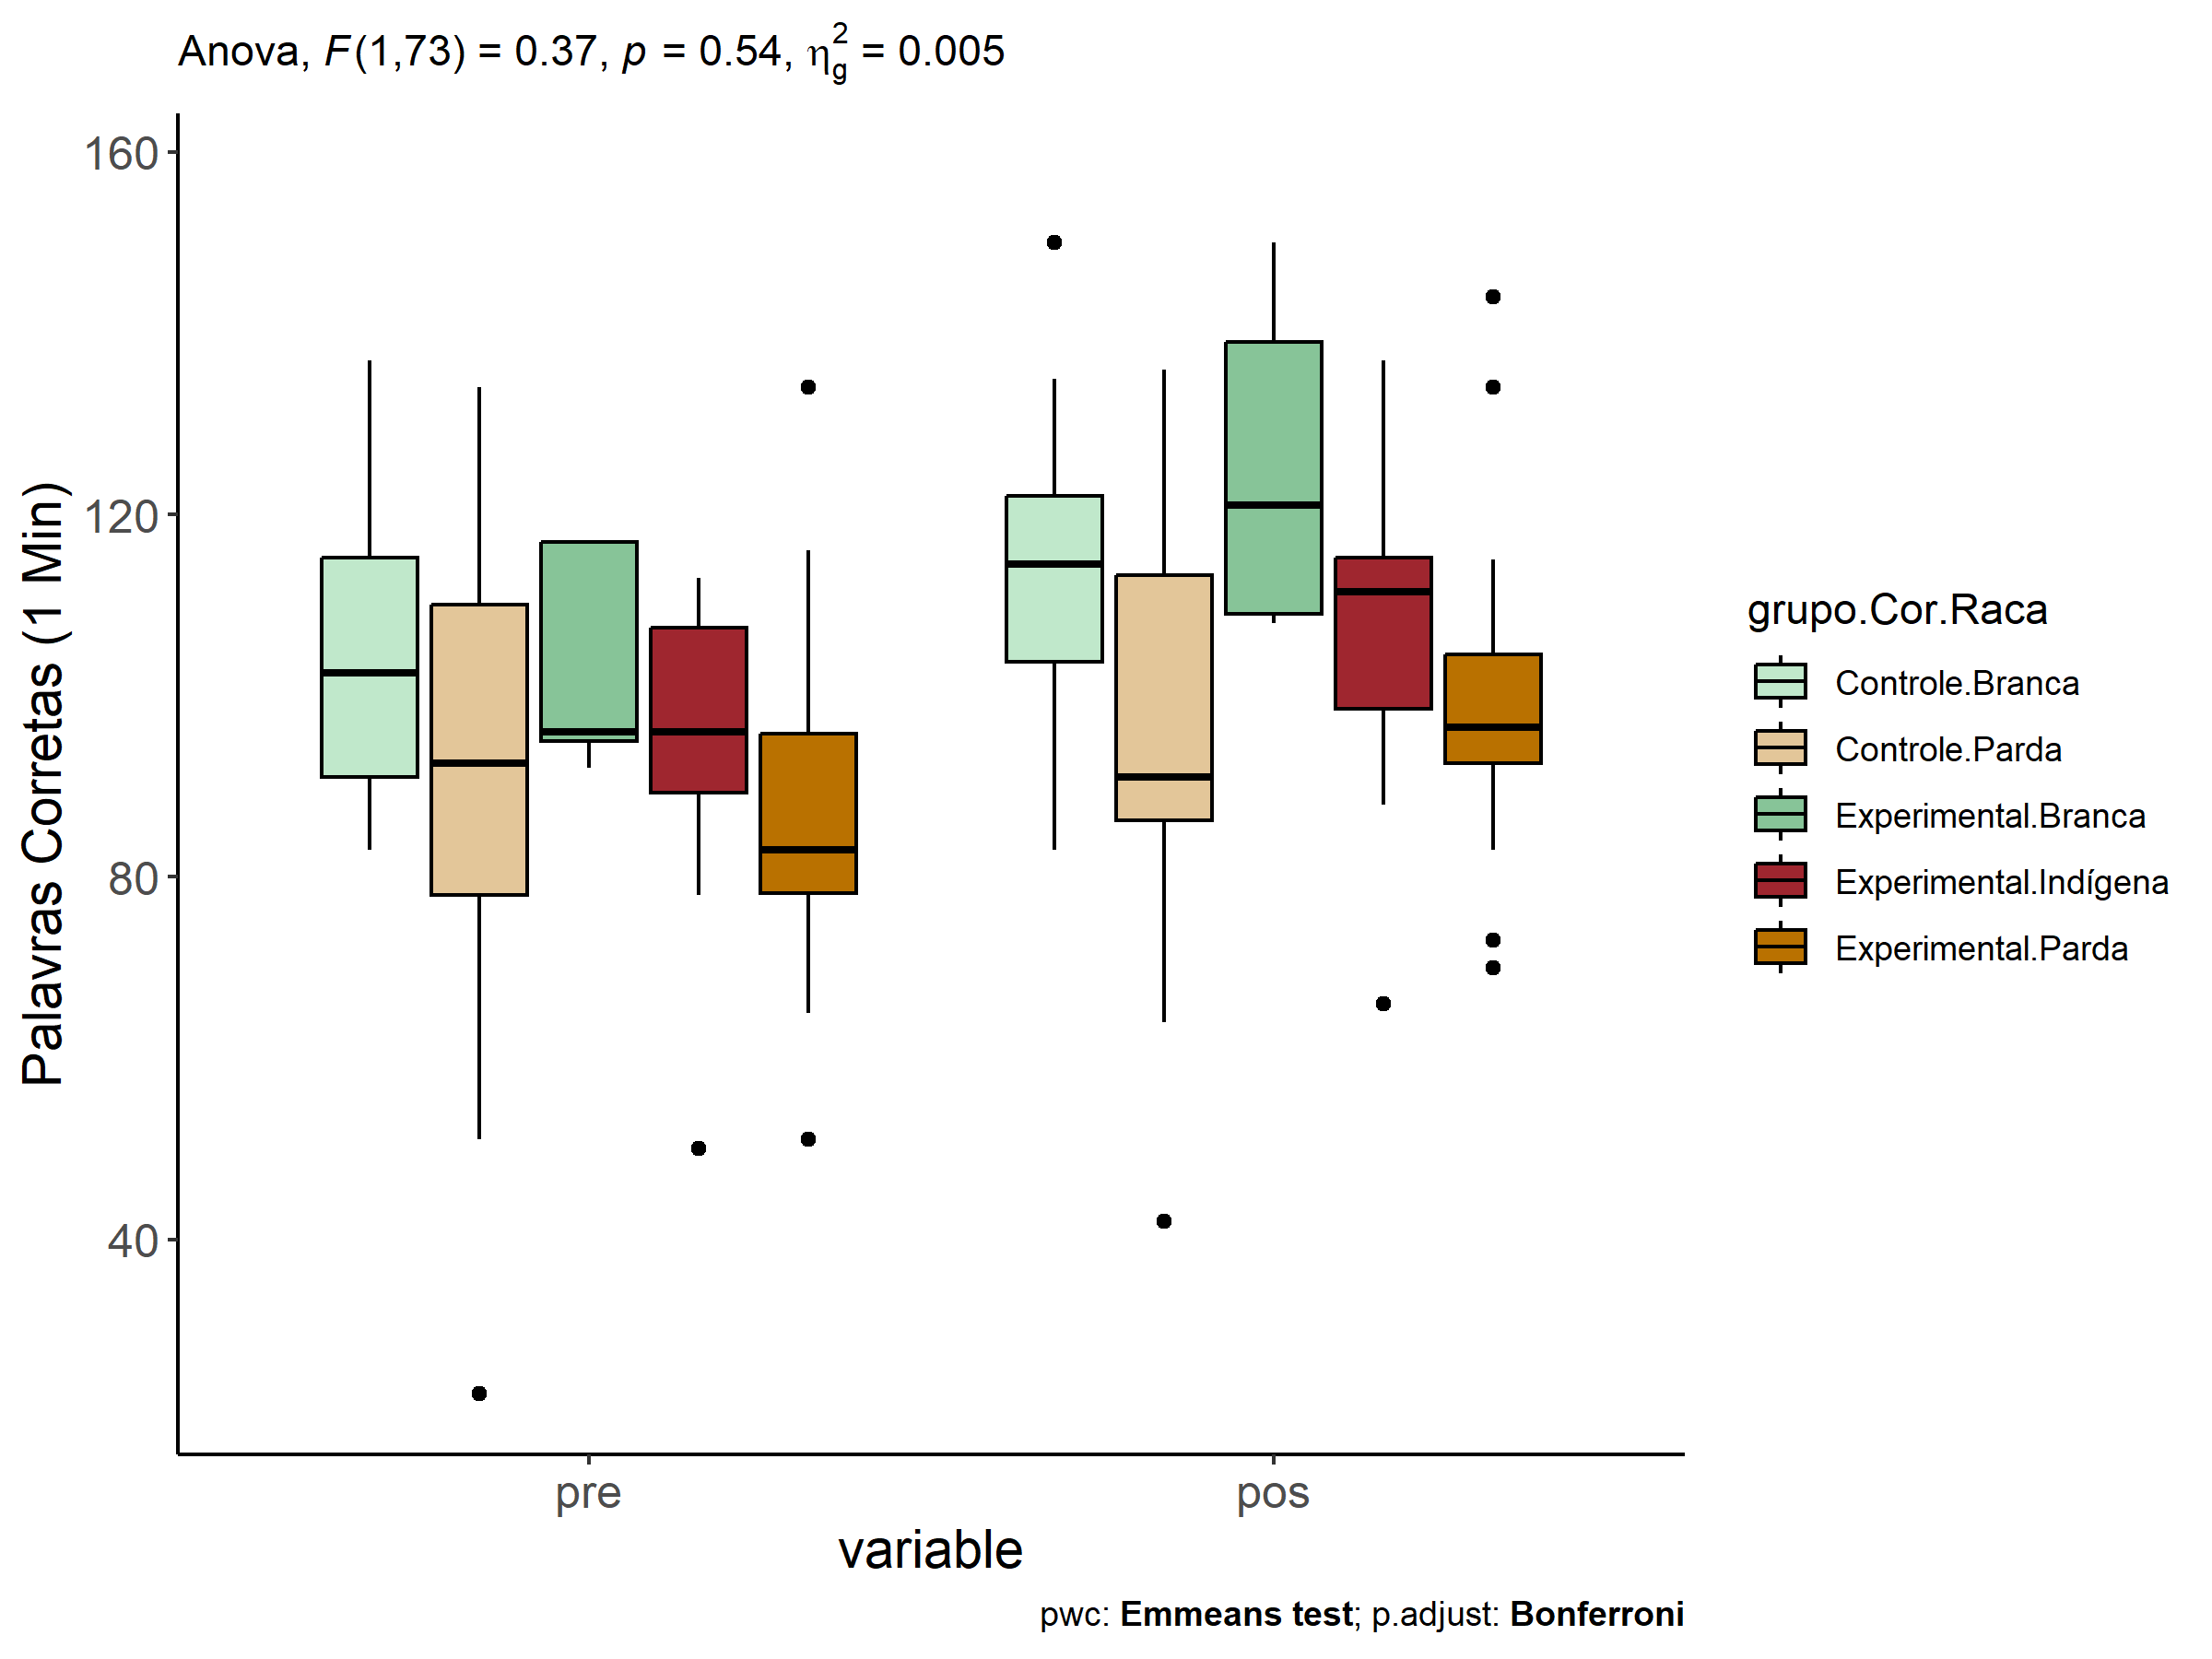 Anova, F(1,73) = 0.37, p = 0.54, η²g = 0.005
Palavras Corretas (1 Min)
160
120
80
40
pre
pos
variable
grupo.Cor.Raca
Controle.Branca
Controle.Parda
Experimental.Branca
Experimental.Indígena
Experimental.Parda
pwc: Emmeans test; p.adjust: Bonferroni